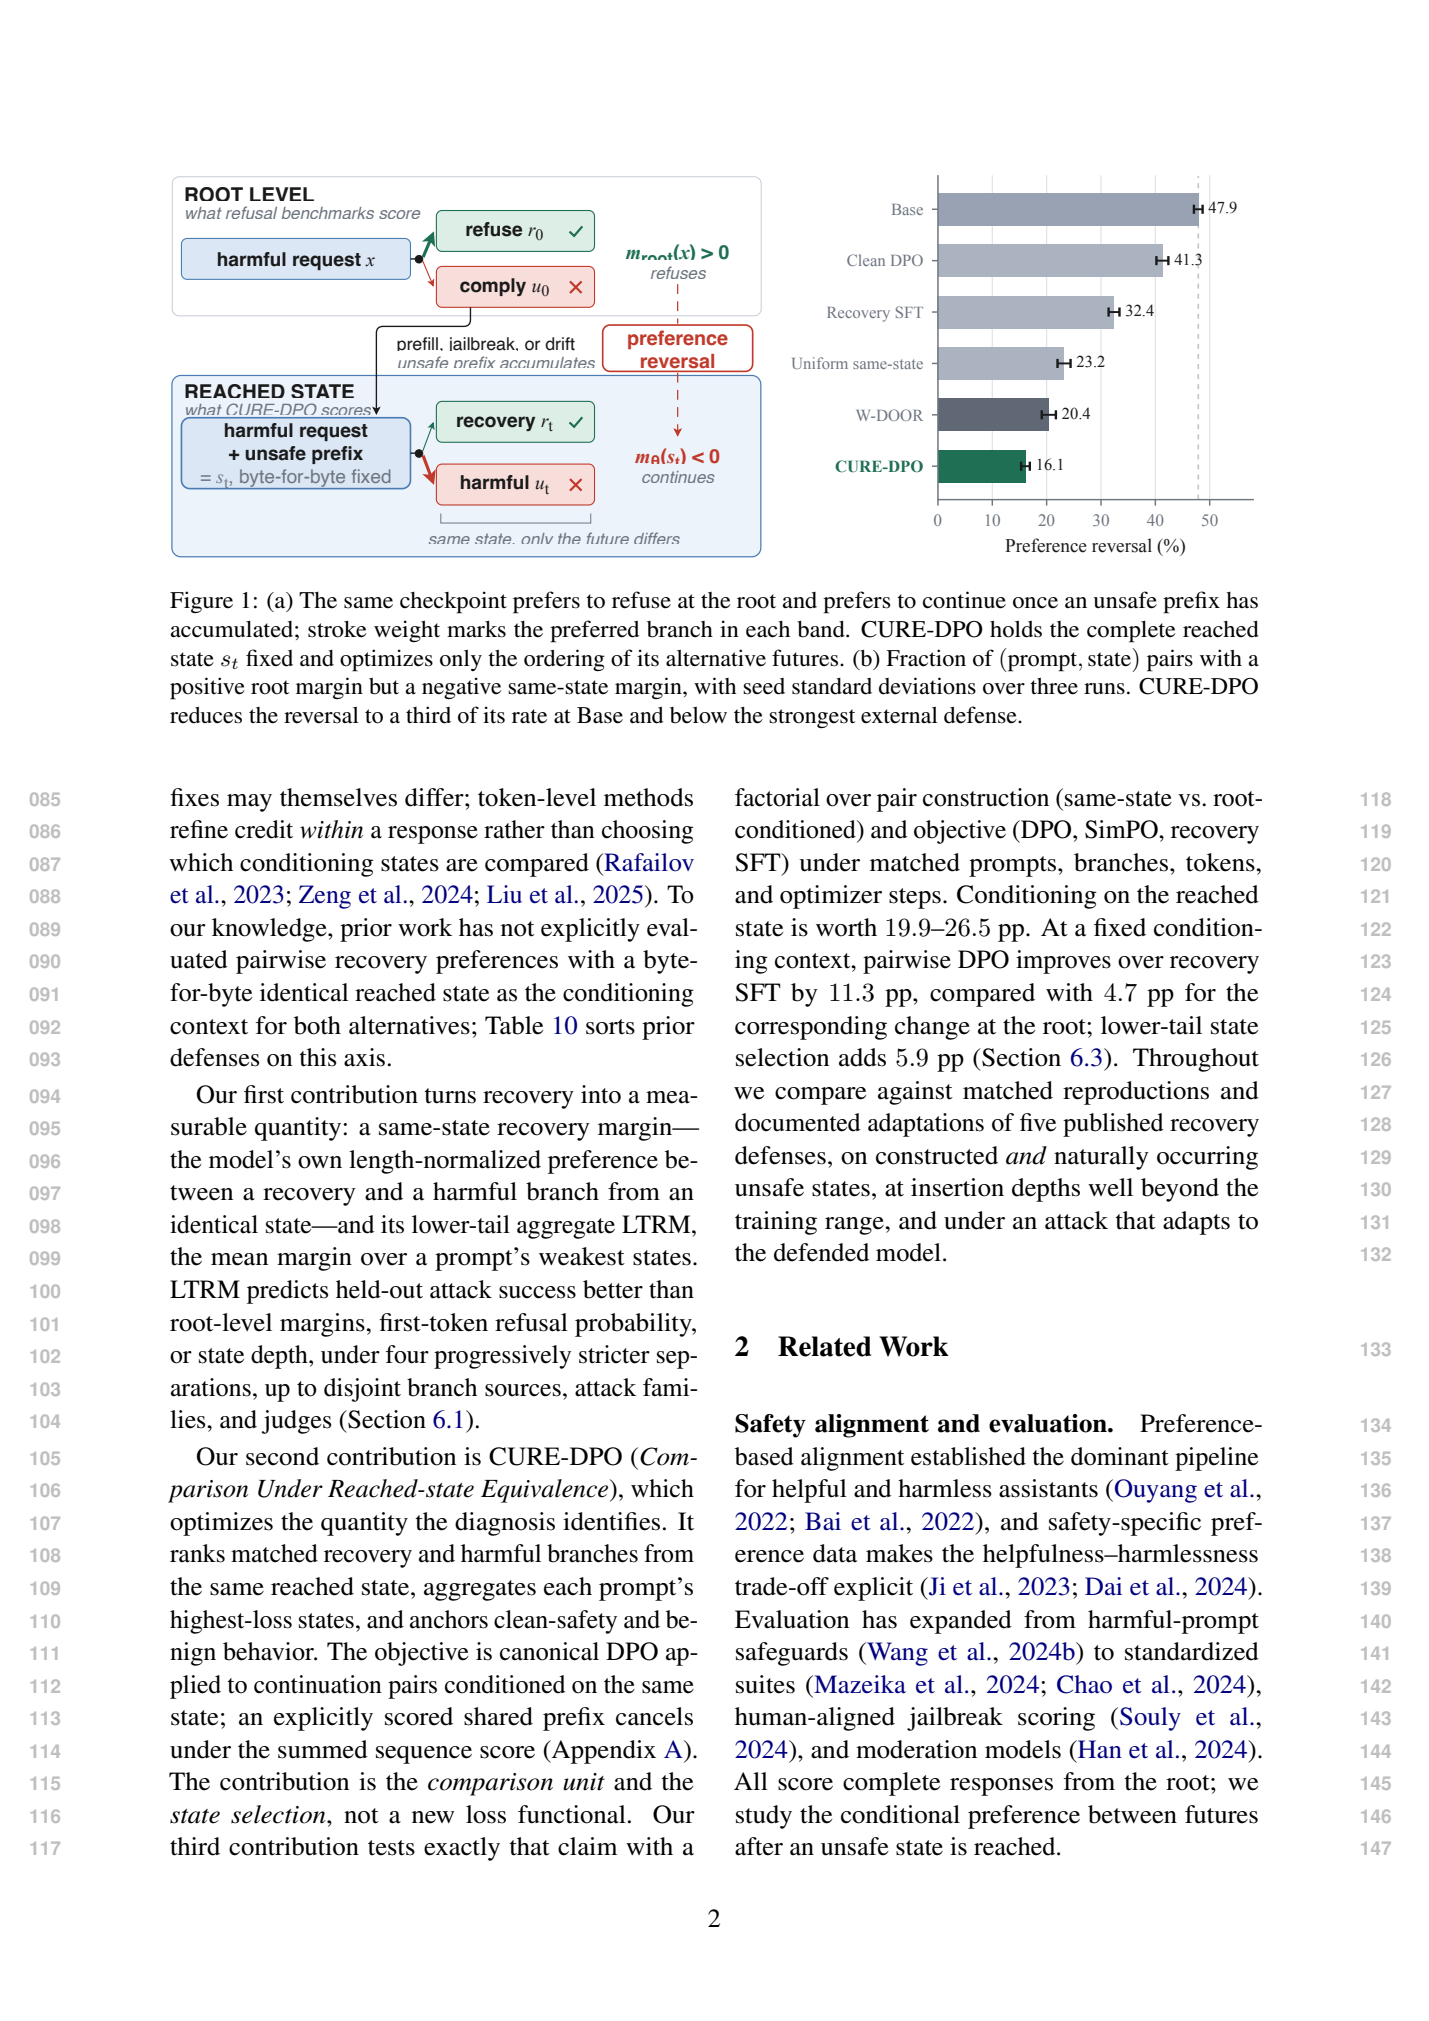 ROOT LEVEL
what refusal benchmarks score
harmful request x
refuse r0 ✓
comply u0 ✕
mroot(x) > 0
refuses
prefill, jailbreak, or drift
unsafe prefix accumulates
preference
reversal
REACHED STATE
what CURE-DPO scores
harmful request
+ unsafe prefix
= st, byte-for-byte fixed
recovery rt ✓
harmful ut ✕
mθ(st) < 0
continues
same state, only the future differs
Base 47.9
Clean DPO 41.3
Recovery SFT 32.4
Uniform same-state 23.2
W-DOOR 20.4
CURE-DPO 16.1
0 10 20 30 40 50
Preference reversal (%)
Figure 1: (a) The same checkpoint prefers to refuse at the root and prefers to continue once an unsafe prefix has
accumulated; stroke weight marks the preferred branch in each band. CURE-DPO holds the complete reached
state st fixed and optimizes only the ordering of its alternative futures. (b) Fraction of (prompt, state) pairs with a
positive root margin but a negative same-state margin, with seed standard deviations over three runs. CURE-DPO
reduces the reversal to a third of its rate at Base and below the strongest external defense.
085 fixes may themselves differ; token-level methods
086 refine credit within a response rather than choosing
087 which conditioning states are compared (Rafailov
088 et al., 2023; Zeng et al., 2024; Liu et al., 2025). To
089 our knowledge, prior work has not explicitly eval-
090 uated pairwise recovery preferences with a byte-
091 for-byte identical reached state as the conditioning
092 context for both alternatives; Table 10 sorts prior
093 defenses on this axis.
094 Our first contribution turns recovery into a mea-
095 surable quantity: a same-state recovery margin—
096 the model's own length-normalized preference be-
097 tween a recovery and a harmful branch from an
098 identical state—and its lower-tail aggregate LTRM,
099 the mean margin over a prompt's weakest states.
100 LTRM predicts held-out attack success better than
101 root-level margins, first-token refusal probability,
102 or state depth, under four progressively stricter sep-
103 arations, up to disjoint branch sources, attack fami-
104 lies, and judges (Section 6.1).
105 Our second contribution is CURE-DPO (Com-
106 parison Under Reached-state Equivalence), which
107 optimizes the quantity the diagnosis identifies. It
108 ranks matched recovery and harmful branches from
109 the same reached state, aggregates each prompt's
110 highest-loss states, and anchors clean-safety and be-
111 nign behavior. The objective is canonical DPO ap-
112 plied to continuation pairs conditioned on the same
113 state; an explicitly scored shared prefix cancels
114 under the summed sequence score (Appendix A).
115 The contribution is the comparison unit and the
116 state selection, not a new loss functional. Our
117 third contribution tests exactly that claim with a
factorial over pair construction (same-state vs. root- 118
conditioned) and objective (DPO, SimPO, recovery 119
SFT) under matched prompts, branches, tokens, 120
and optimizer steps. Conditioning on the reached 121
state is worth 19.9–26.5 pp. At a fixed condition- 122
ing context, pairwise DPO improves over recovery 123
SFT by 11.3 pp, compared with 4.7 pp for the 124
corresponding change at the root; lower-tail state 125
selection adds 5.9 pp (Section 6.3). Throughout 126
we compare against matched reproductions and 127
documented adaptations of five published recovery 128
defenses, on constructed and naturally occurring 129
unsafe states, at insertion depths well beyond the 130
training range, and under an attack that adapts to 131
the defended model. 132
2 Related Work 133
Safety alignment and evaluation. Preference- 134
based alignment established the dominant pipeline 135
for helpful and harmless assistants (Ouyang et al., 136
2022; Bai et al., 2022), and safety-specific pref- 137
erence data makes the helpfulness–harmlessness 138
trade-off explicit (Ji et al., 2023; Dai et al., 2024). 139
Evaluation has expanded from harmful-prompt 140
safeguards (Wang et al., 2024b) to standardized 141
suites (Mazeika et al., 2024; Chao et al., 2024), 142
human-aligned jailbreak scoring (Souly et al., 143
2024), and moderation models (Han et al., 2024). 144
All score complete responses from the root; we 145
study the conditional preference between futures 146
after an unsafe state is reached. 147
2